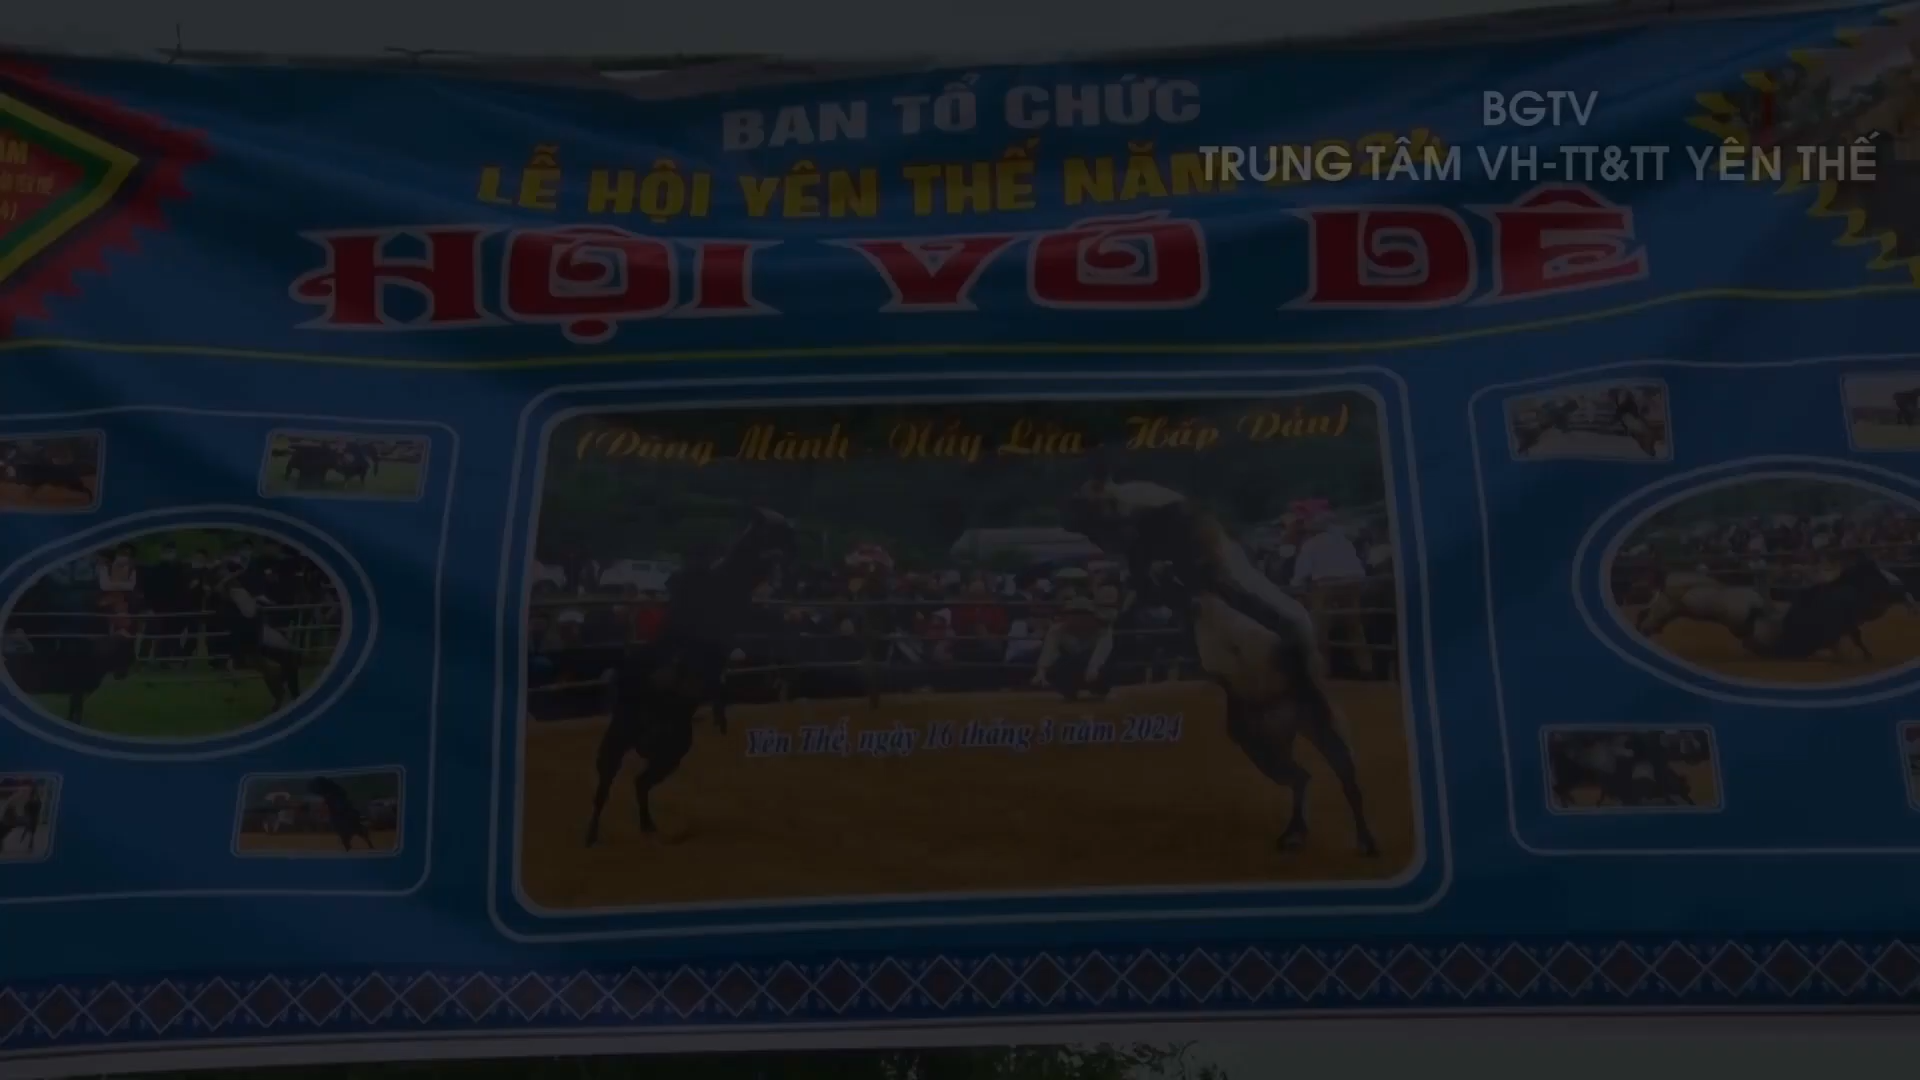 BAN TỔ CHỨC
LỄ HỘI YÊN THẾ NĂM
HỘI VÕ DÊ
BGTV
TRUNG TÂM VH-TT&TT YÊN THẾ
(Dũng Mãnh - Nảy Lửa - Hấp Dẫn)
Yên Thế, ngày 16 tháng 3 năm 2024